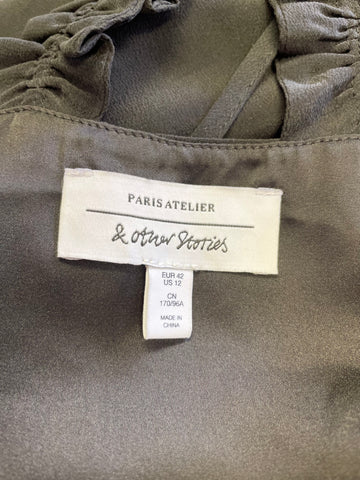 PARIS ATELIER
& other Stories
EUR 42
US 12
CN
170/96A
MADE IN
CHINA